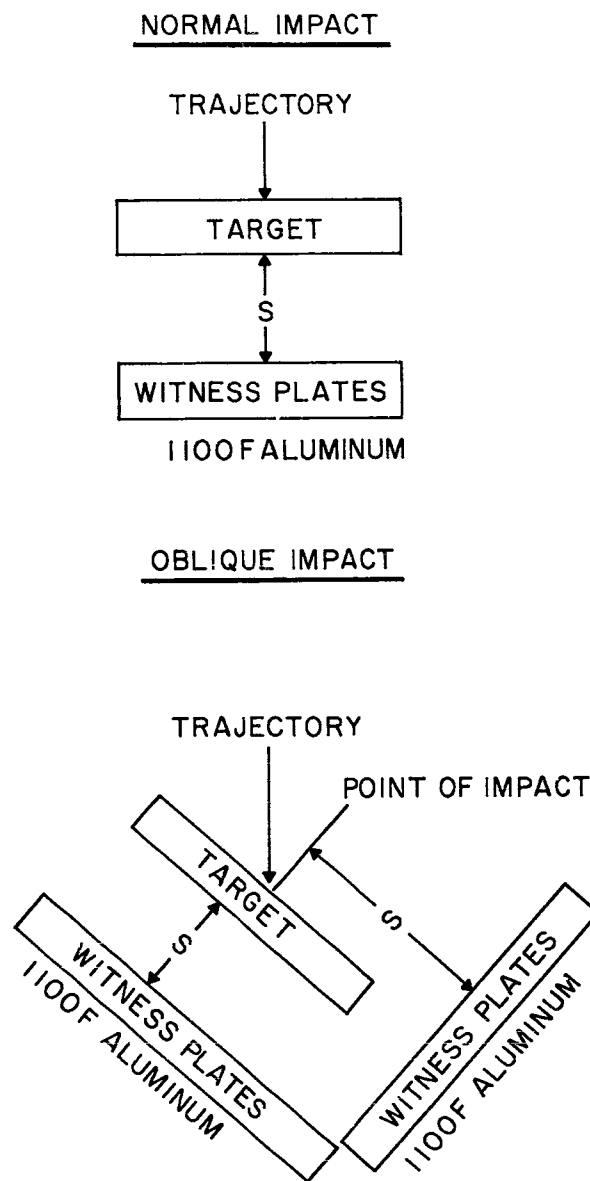 NORMAL IMPACT
TRAJECTORY
TARGET
S
WITNESS PLATES
1100F ALUMINUM
OBLIQUE IMPACT
TRAJECTORY
POINT OF IMPACT
TARGET
S
S
WITNESS PLATES
1100F ALUMINUM
WITNESS PLATES
1100F ALUMINUM